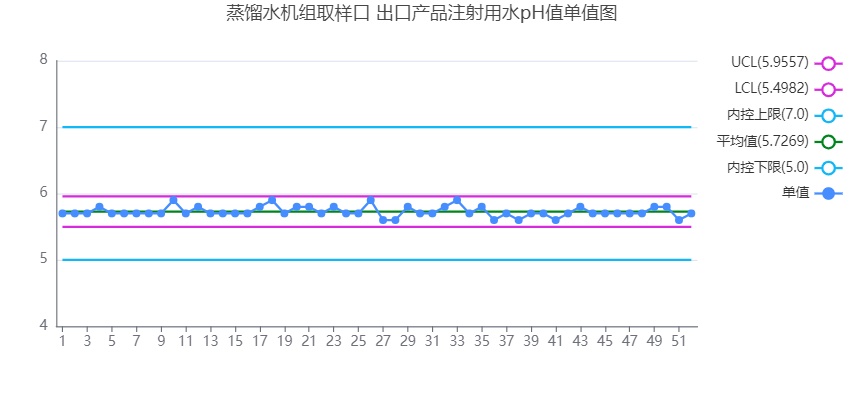 蒸馏水机组取样口 出口产品注射用水pH值单值图
UCL(5.9557)
LCL(5.4982)
内控上限(7.0)
平均值(5.7269)
内控下限(5.0)
单值
8
7
6
5
4
1 3 5 7 9 11 13 15 17 19 21 23 25 27 29 31 33 35 37 39 41 43 45 47 49 51